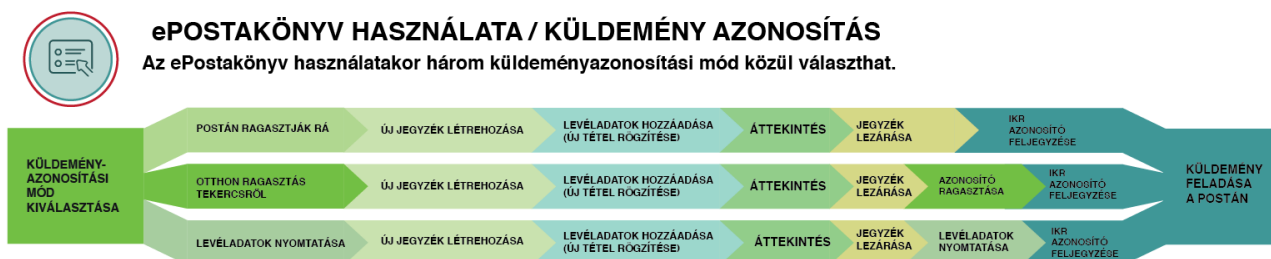 ePOSTAKÖNYV HASZNÁLATA / KÜLDEMÉNY AZONOSÍTÁS
Az ePostakönyv használatakor három küldeményazonosítási mód közül választhat.
KÜLDEMÉNY-
AZONOSÍTÁSI
MÓD
KIVÁLASZTÁSA
POSTÁN RAGASZTJÁK RÁ
ÚJ JEGYZÉK LÉTREHOZÁSA
LEVÉLADATOK HOZZÁADÁSA
(ÚJ TÉTEL RÖGZÍTÉSE)
ÁTTEKINTÉS
JEGYZÉK
LEZÁRÁSA
IKR
AZONOSÍTÓ
FELJEGYZÉSE
OTTHON RAGASZTÁS
TEKERCSRŐL
ÚJ JEGYZÉK LÉTREHOZÁSA
LEVÉLADATOK HOZZÁADÁSA
(ÚJ TÉTEL RÖGZÍTÉSE)
ÁTTEKINTÉS
JEGYZÉK
LEZÁRÁSA
AZONOSÍTÓ
RAGASZTÁSA
IKR
AZONOSÍTÓ
FELJEGYZÉSE
LEVÉLADATOK NYOMTATÁSA
ÚJ JEGYZÉK LÉTREHOZÁSA
LEVÉLADATOK HOZZÁADÁSA
(ÚJ TÉTEL RÖGZÍTÉSE)
ÁTTEKINTÉS
JEGYZÉK
LEZÁRÁSA
LEVÉLADATOK
NYOMTATÁSA
IKR
AZONOSÍTÓ
FELJEGYZÉSE
KÜLDEMÉNY
FELADÁSA
A POSTÁN